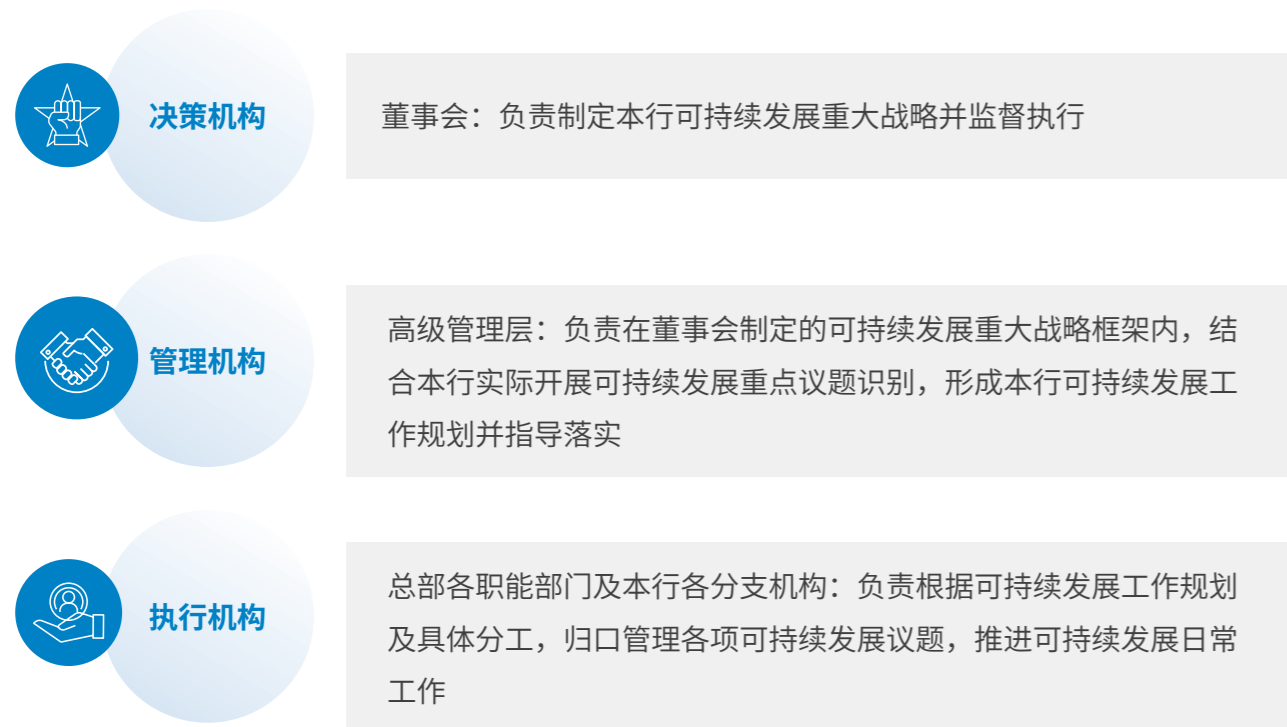 决策机构
董事会：负责制定本行可持续发展重大战略并监督执行
管理机构
高级管理层：负责在董事会制定的可持续发展重大战略框架内，结
合本行实际开展可持续发展重点议题识别，形成本行可持续发展工
作规划并指导落实
执行机构
总部各职能部门及本行各分支机构：负责根据可持续发展工作规划
及具体分工，归口管理各项可持续发展议题，推进可持续发展日常
工作